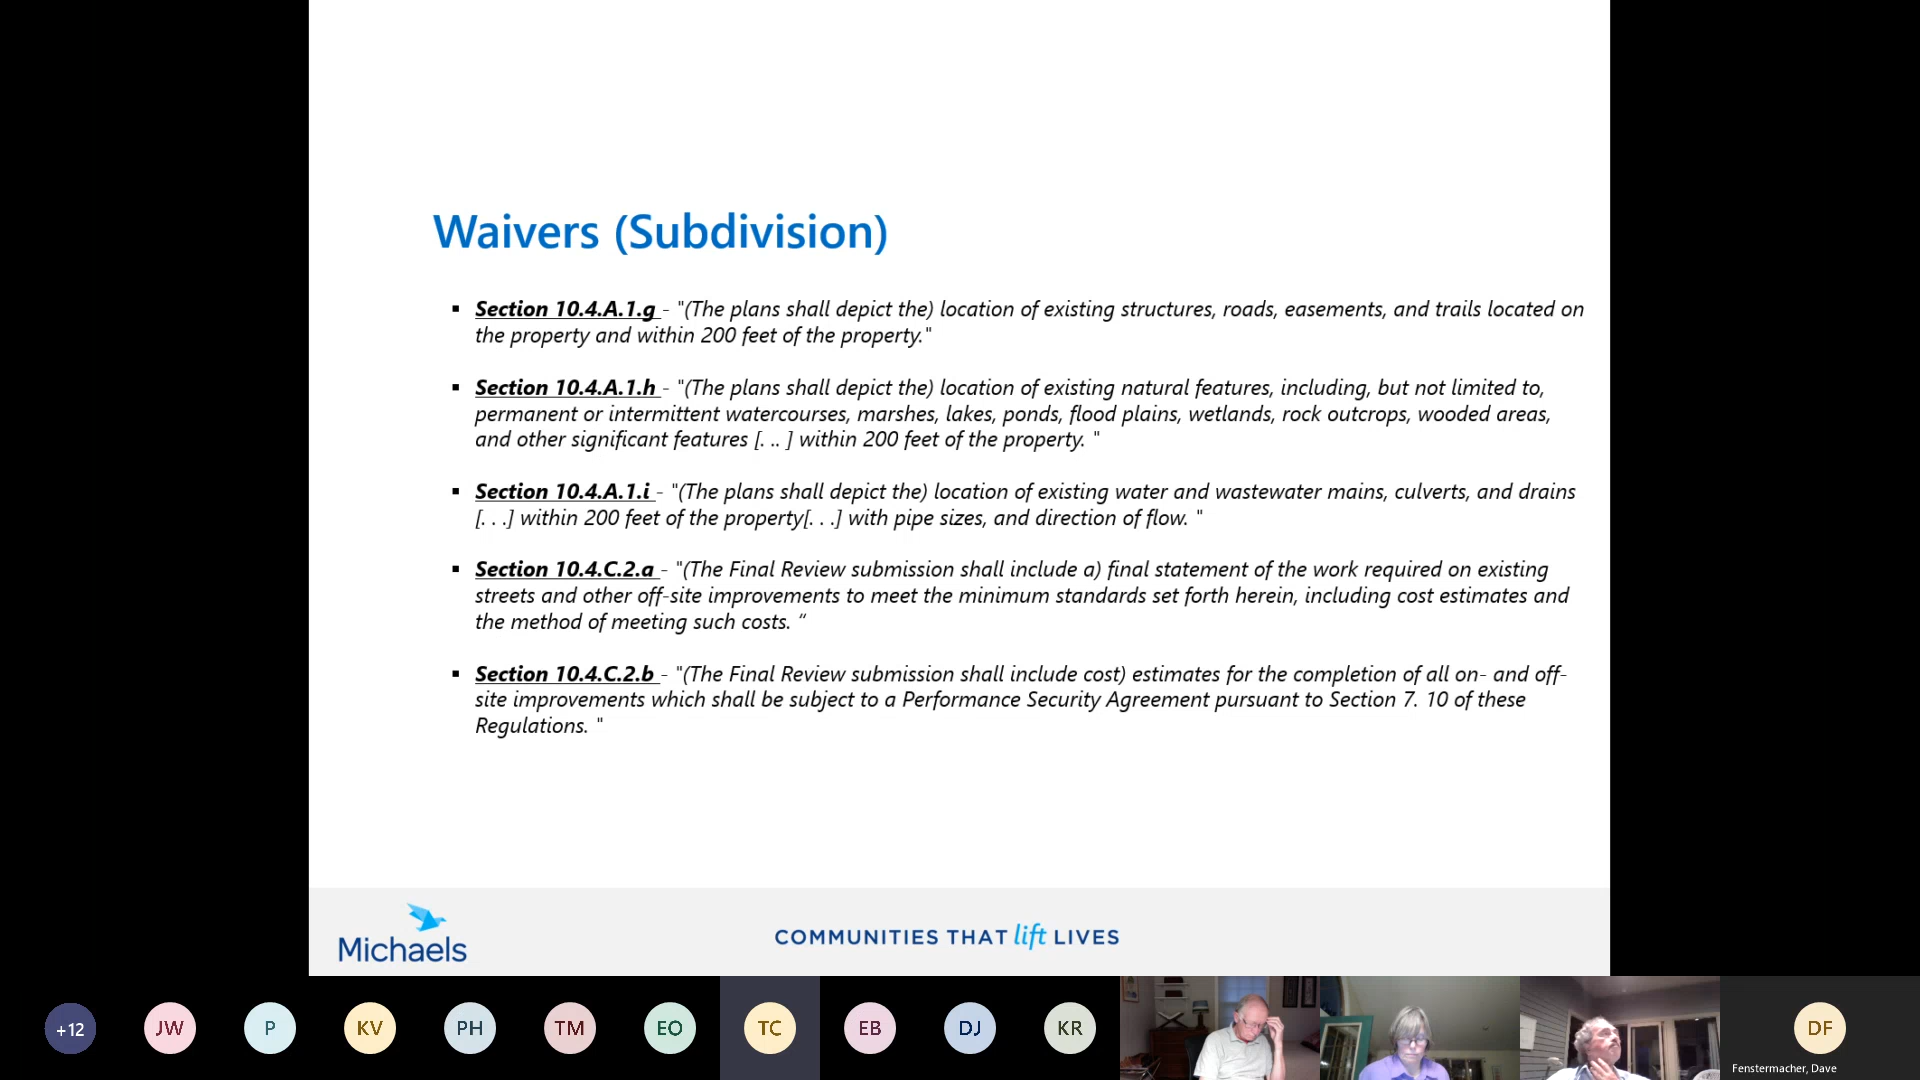 Waivers (Subdivision)
▪ Section 10.4.A.1.g - "(The plans shall depict the) location of existing structures, roads, easements, and trails located on
the property and within 200 feet of the property."
▪ Section 10.4.A.1.h - "(The plans shall depict the) location of existing natural features, including, but not limited to,
permanent or intermittent watercourses, marshes, lakes, ponds, flood plains, wetlands, rock outcrops, wooded areas,
and other significant features [. .. ] within 200 feet of the property. "
▪ Section 10.4.A.1.i - "(The plans shall depict the) location of existing water and wastewater mains, culverts, and drains
[. . .] within 200 feet of the property[. . .] with pipe sizes, and direction of flow. "
▪ Section 10.4.C.2.a - "(The Final Review submission shall include a) final statement of the work required on existing
streets and other off-site improvements to meet the minimum standards set forth herein, including cost estimates and
the method of meeting such costs. “
▪ Section 10.4.C.2.b - "(The Final Review submission shall include cost) estimates for the completion of all on- and off-
site improvements which shall be subject to a Performance Security Agreement pursuant to Section 7. 10 of these
Regulations. "
Michaels
COMMUNITIES THAT lift LIVES
+12 JW P KV PH TM EO TC EB DJ KR DF
Fenstermacher, Dave